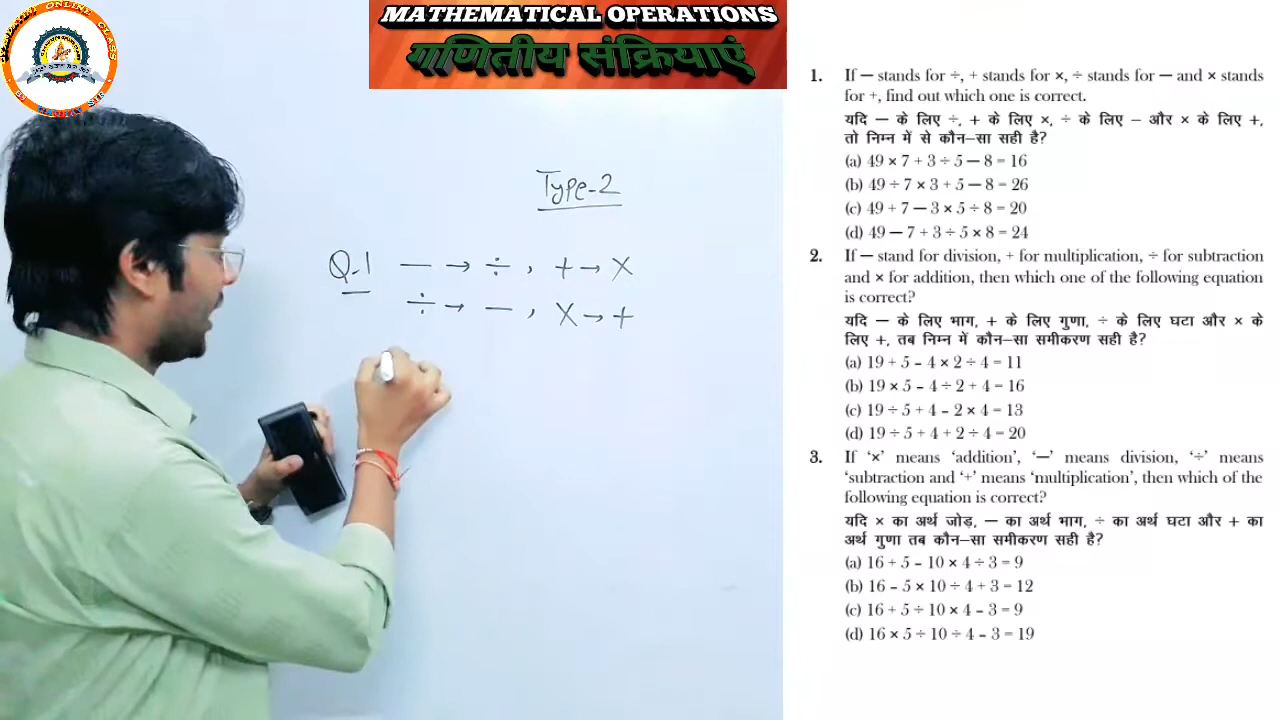 MATHEMATICAL OPERATIONS
गणितीय संक्रियाएं
ONLINE CLASS
Type-2
Q.1 — → ÷, + → ×
÷ → —, × → +
1. If — stands for ÷, + stands for ×, ÷ stands for — and × stands
for +, find out which one is correct.
यदि — के लिए ÷, + के लिए ×, ÷ के लिए − और × के लिए +,
तो निम्न में से कौन–सा सही है?
(a) 49 × 7 + 3 ÷ 5 — 8 = 16
(b) 49 ÷ 7 × 3 + 5 — 8 = 26
(c) 49 + 7 — 3 × 5 ÷ 8 = 20
(d) 49 — 7 + 3 ÷ 5 × 8 = 24
2. If — stand for division, + for multiplication, ÷ for subtraction
and × for addition, then which one of the following equation
is correct?
यदि — के लिए भाग, + के लिए गुणा, ÷ के लिए घटा और × के
लिए +, तब निम्न में कौन–सा समीकरण सही है?
(a) 19 + 5 – 4 × 2 ÷ 4 = 11
(b) 19 × 5 – 4 ÷ 2 + 4 = 16
(c) 19 ÷ 5 + 4 – 2 × 4 = 13
(d) 19 ÷ 5 + 4 + 2 ÷ 4 = 20
3. If ‘×’ means ‘addition’, ‘—’ means division, ‘÷’ means
‘subtraction and ‘+’ means ‘multiplication’, then which of the
following equation is correct?
यदि × का अर्थ जोड़, — का अर्थ भाग, ÷ का अर्थ घटा और + का
अर्थ गुणा तब कौन–सा समीकरण सही है?
(a) 16 + 5 – 10 × 4 ÷ 3 = 9
(b) 16 – 5 × 10 ÷ 4 + 3 = 12
(c) 16 + 5 ÷ 10 × 4 – 3 = 9
(d) 16 × 5 ÷ 10 ÷ 4 – 3 = 19